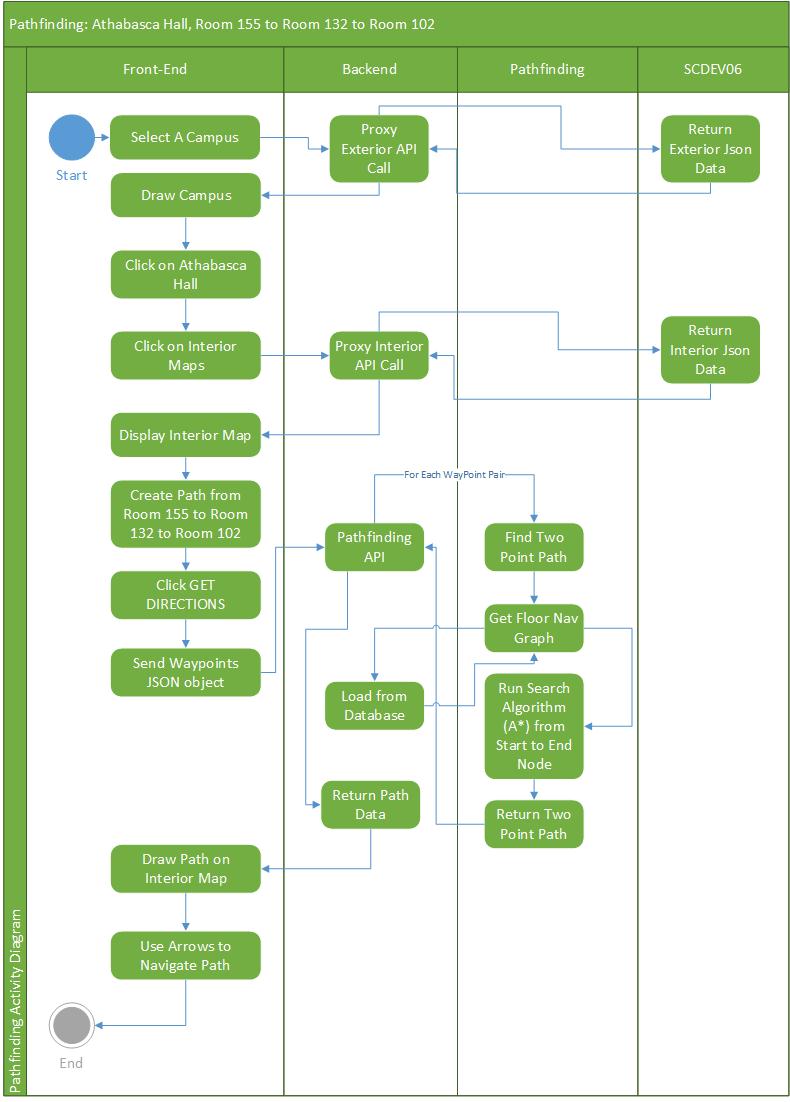 Pathfinding: Athabasca Hall, Room 155 to Room 132 to Room 102
Front-End
Backend
Pathfinding
SCDEV06
Start
Select A Campus
Proxy
Exterior API
Call
Return
Exterior Json
Data
Draw Campus
Click on Athabasca
Hall
Click on Interior
Maps
Proxy Interior
API Call
Return
Interior Json
Data
Display Interior Map
For Each WayPoint Pair
Create Path from
Room 155 to Room
132 to Room 102
Pathfinding
API
Find Two
Point Path
Click GET
DIRECTIONS
Get Floor Nav
Graph
Send Waypoints
JSON object
Load from
Database
Run Search
Algorithm
(A*) from
Start to End
Node
Return Path
Data
Return Two
Point Path
Draw Path on
Interior Map
Use Arrows to
Navigate Path
End
Pathfinding Activity Diagram